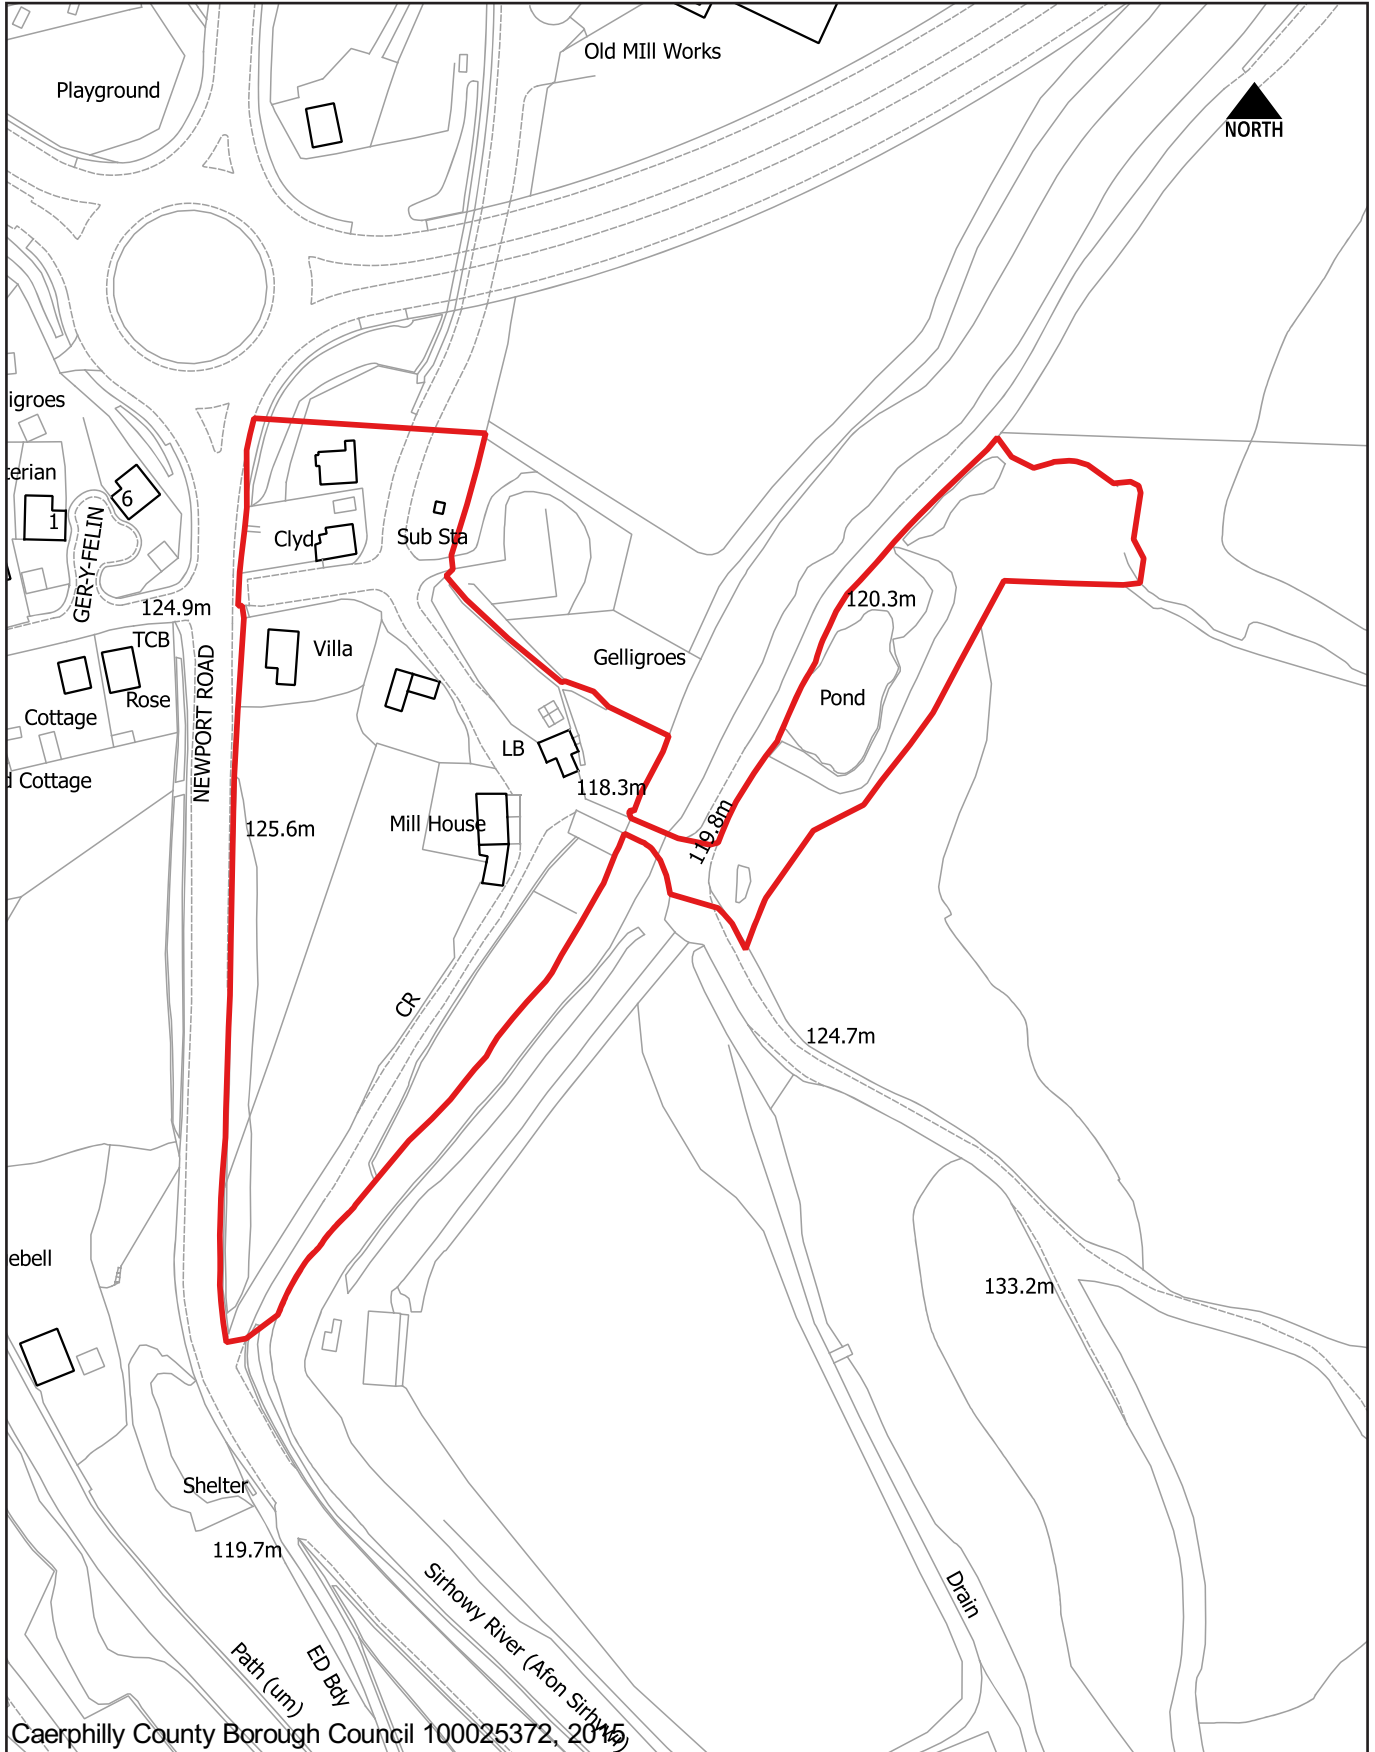 Old MIll Works
Playground
NORTH
igroes
terian
6
1
GER-Y-FELIN
Clyd
Sub Sta
124.9m
TCB
Villa
Gelligroes
120.3m
Rose
Cottage
NEWPORT ROAD
Pond
LB
d Cottage
118.3m
125.6m
Mill House
119.8m
CR
124.7m
ebell
133.2m
Shelter
119.7m
Sirhowy River (Afon Sirhwi)
Drain
Path (um)
ED Bdy
Caerphilly County Borough Council 100025372, 2015.